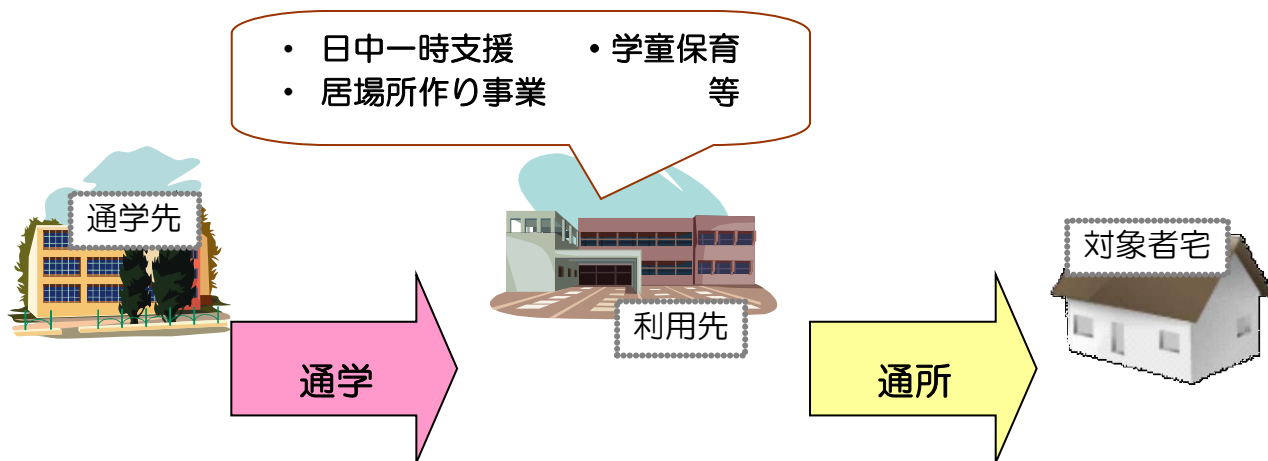 ・ 日中一時支援 ・学童保育
・ 居場所作り事業 等
通学先
利用先
対象者宅
通学
通所